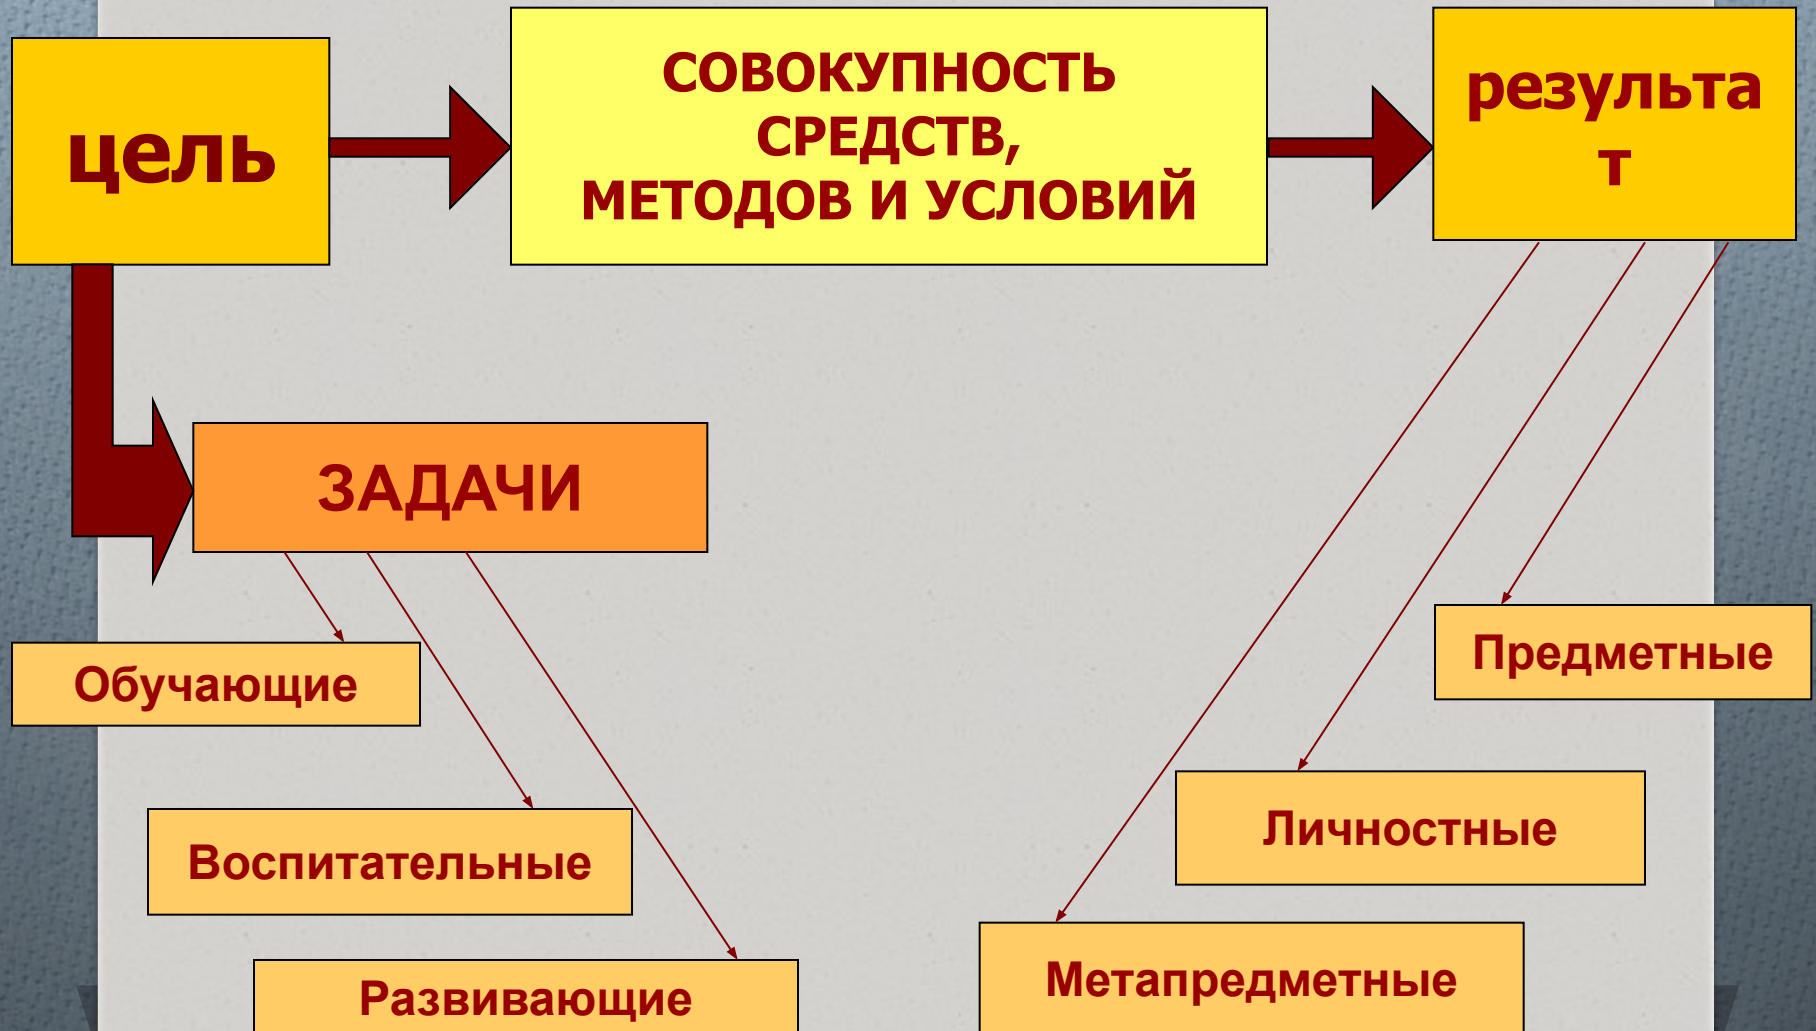 цель
СОВОКУПНОСТЬ
СРЕДСТВ,
МЕТОДОВ И УСЛОВИЙ
результа
т
ЗАДАЧИ
Обучающие
Воспитательные
Развивающие
Предметные
Личностные
Метапредметные